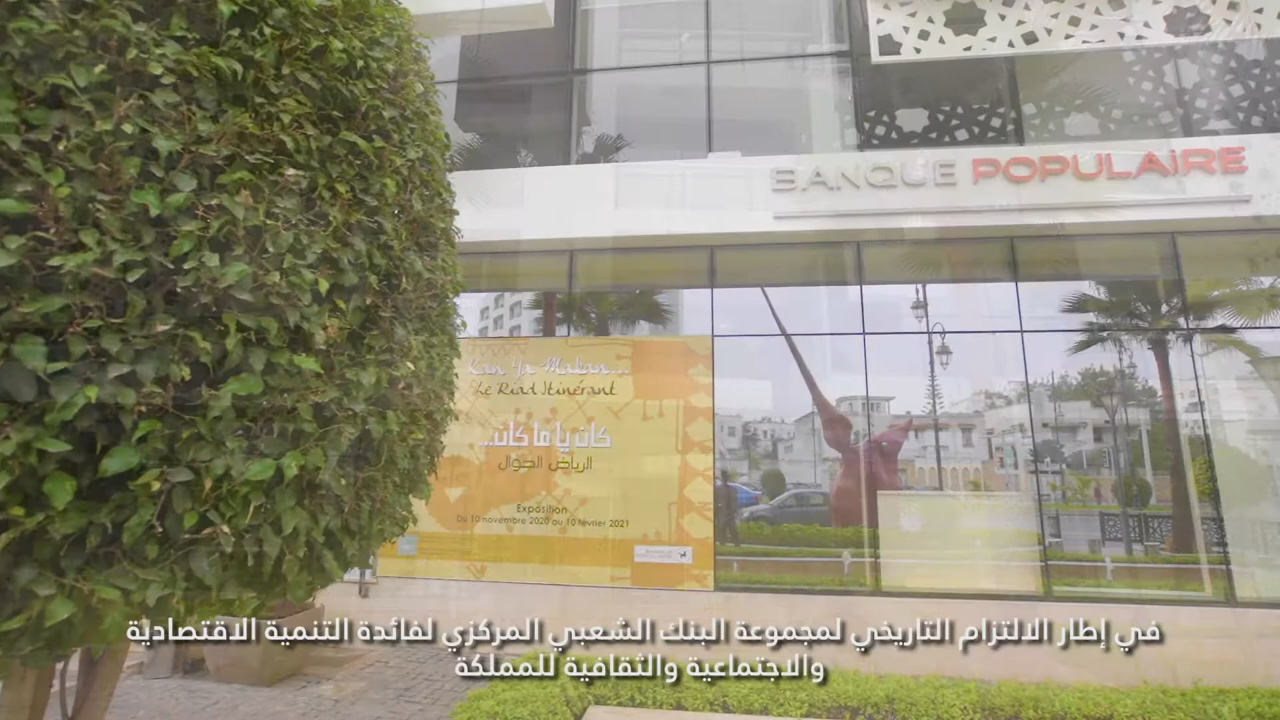 BANQUE POPULAIRE
Kan Ya Makan...
The Riad Itinérant
كان يا ما كان...
الرياض الجوال
Exposition
Du 10 novembre 2020 au 10 février 2021
في إطار الالتزام التاريخي لمجموعة البنك الشعبي المركزي لفائدة التنمية الاقتصادية
والاجتماعية والثقافية للمملكة